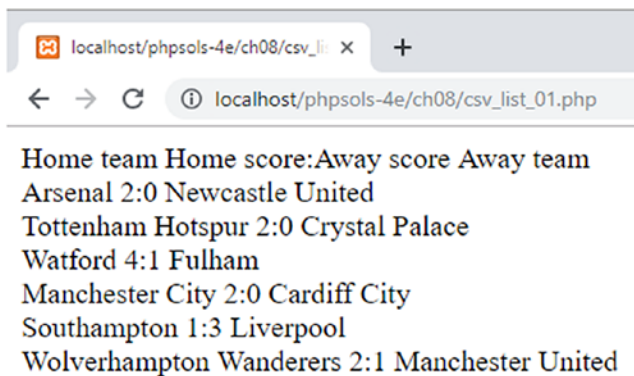 localhost/phpsols-4e/ch08/csv_li
localhost/phpsols-4e/ch08/csv_list_01.php
Home team Home score:Away score Away team
Arsenal 2:0 Newcastle United
Tottenham Hotspur 2:0 Crystal Palace
Watford 4:1 Fulham
Manchester City 2:0 Cardiff City
Southampton 1:3 Liverpool
Wolverhampton Wanderers 2:1 Manchester United